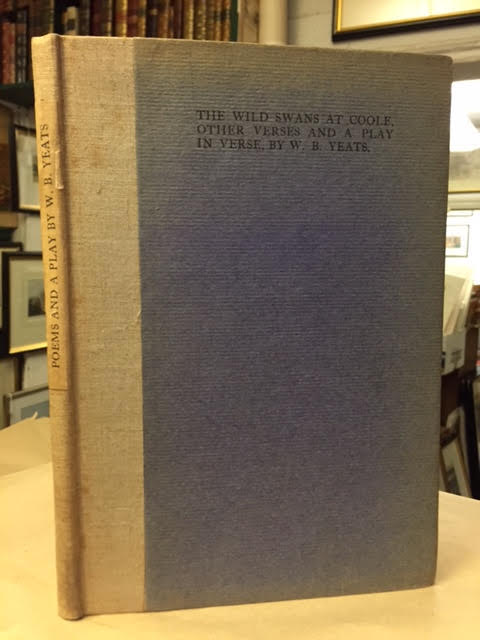 THE WILD SWANS AT COOLE,
OTHER VERSES AND A PLAY
IN VERSE, BY W. B. YEATS.
POEMS AND A PLAY BY W. B. YEATS